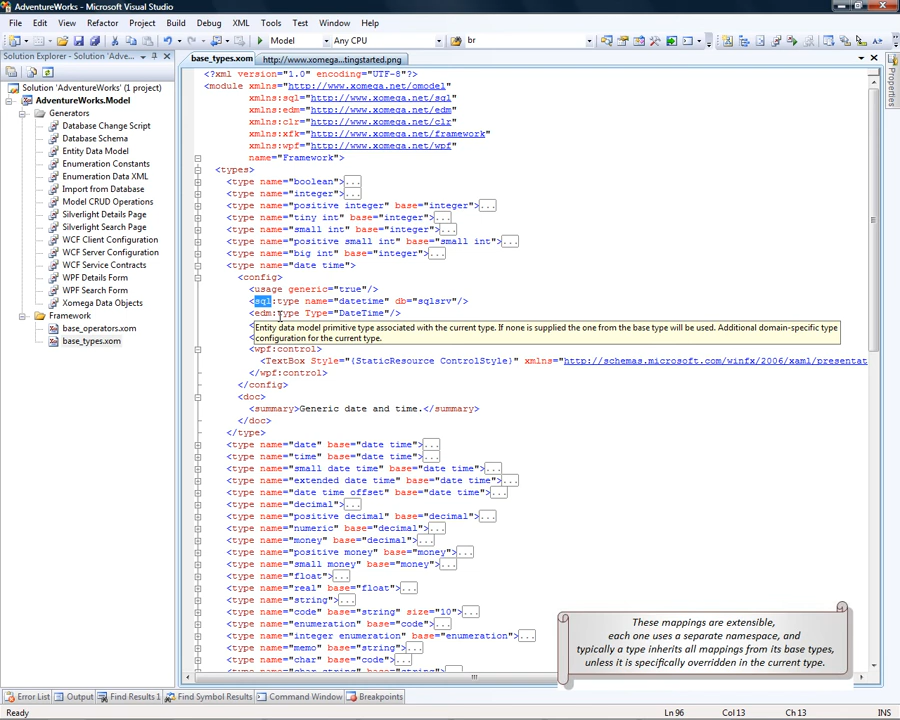 AdventureWorks - Microsoft Visual Studio
File Edit View Refactor Project Build Debug XML Tools Test Window Help
Model Any CPU br
Solution Explorer - Solution 'Adve...
base_types.xom http://www.xomega...tingstarted.png
Properties
Solution 'AdventureWorks' (1 project)
AdventureWorks.Model
Generators
Database Change Script
Database Schema
Entity Data Model
Enumeration Constants
Enumeration Data XML
Import from Database
Model CRUD Operations
Silverlight Details Page
Silverlight Search Page
WCF Client Configuration
WCF Server Configuration
WCF Service Contracts
WPF Details Form
WPF Search Form
Xomega Data Objects
Framework
base_operators.xom
base_types.xom
<?xml version="1.0" encoding="UTF-8"?>
<module xmlns="http://www.xomega.net/omodel"
xmlns:sql="http://www.xomega.net/sql"
xmlns:edm="http://www.xomega.net/edm"
xmlns:clr="http://www.xomega.net/clr"
xmlns:xfk="http://www.xomega.net/framework"
xmlns:wpf="http://www.xomega.net/wpf"
name="Framework">
<types>
<type name="boolean">...
<type name="integer">...
<type name="positive integer" base="integer">...
<type name="tiny int" base="integer">...
<type name="small int" base="integer">...
<type name="positive small int" base="small int">...
<type name="big int" base="integer">...
<type name="date time">
<config>
<usage generic="true"/>
<sql:type name="datetime" db="sqlsrv"/>
<edm:type Type="DateTime"/>
Entity data model primitive type associated with the current type. If none is supplied the one from the base type will be used. Additional domain-specific type
configuration for the current type.
<wpf:control>
<TextBox Style="{StaticResource ControlStyle}" xmlns="http://schemas.microsoft.com/winfx/2006/xaml/presentat
</wpf:control>
</config>
<doc>
<summary>Generic date and time.</summary>
</doc>
</type>
<type name="date" base="date time">...
<type name="time" base="date time">...
<type name="small date time" base="date time">...
<type name="extended date time" base="date time">...
<type name="date time offset" base="date time">...
<type name="decimal">...
<type name="positive decimal" base="decimal">...
<type name="numeric" base="decimal">...
<type name="money" base="decimal">...
<type name="positive money" base="money">...
<type name="small money" base="money">...
<type name="float">...
<type name="real" base="float">...
<type name="string">...
<type name="code" base="string" size="10">...
<type name="enumeration" base="code">...
<type name="integer enumeration" base="enumeration">...
<type name="memo" base="string">...
<type name="char" base="code">...
These mappings are extensible,
each one uses a separate namespace, and
typically a type inherits all mappings from its base types,
unless it is specifically overridden in the current type.
Error List Output Find Results 1 Find Symbol Results Command Window Breakpoints
Ready Ln 96 Col 13 Ch 13 INS